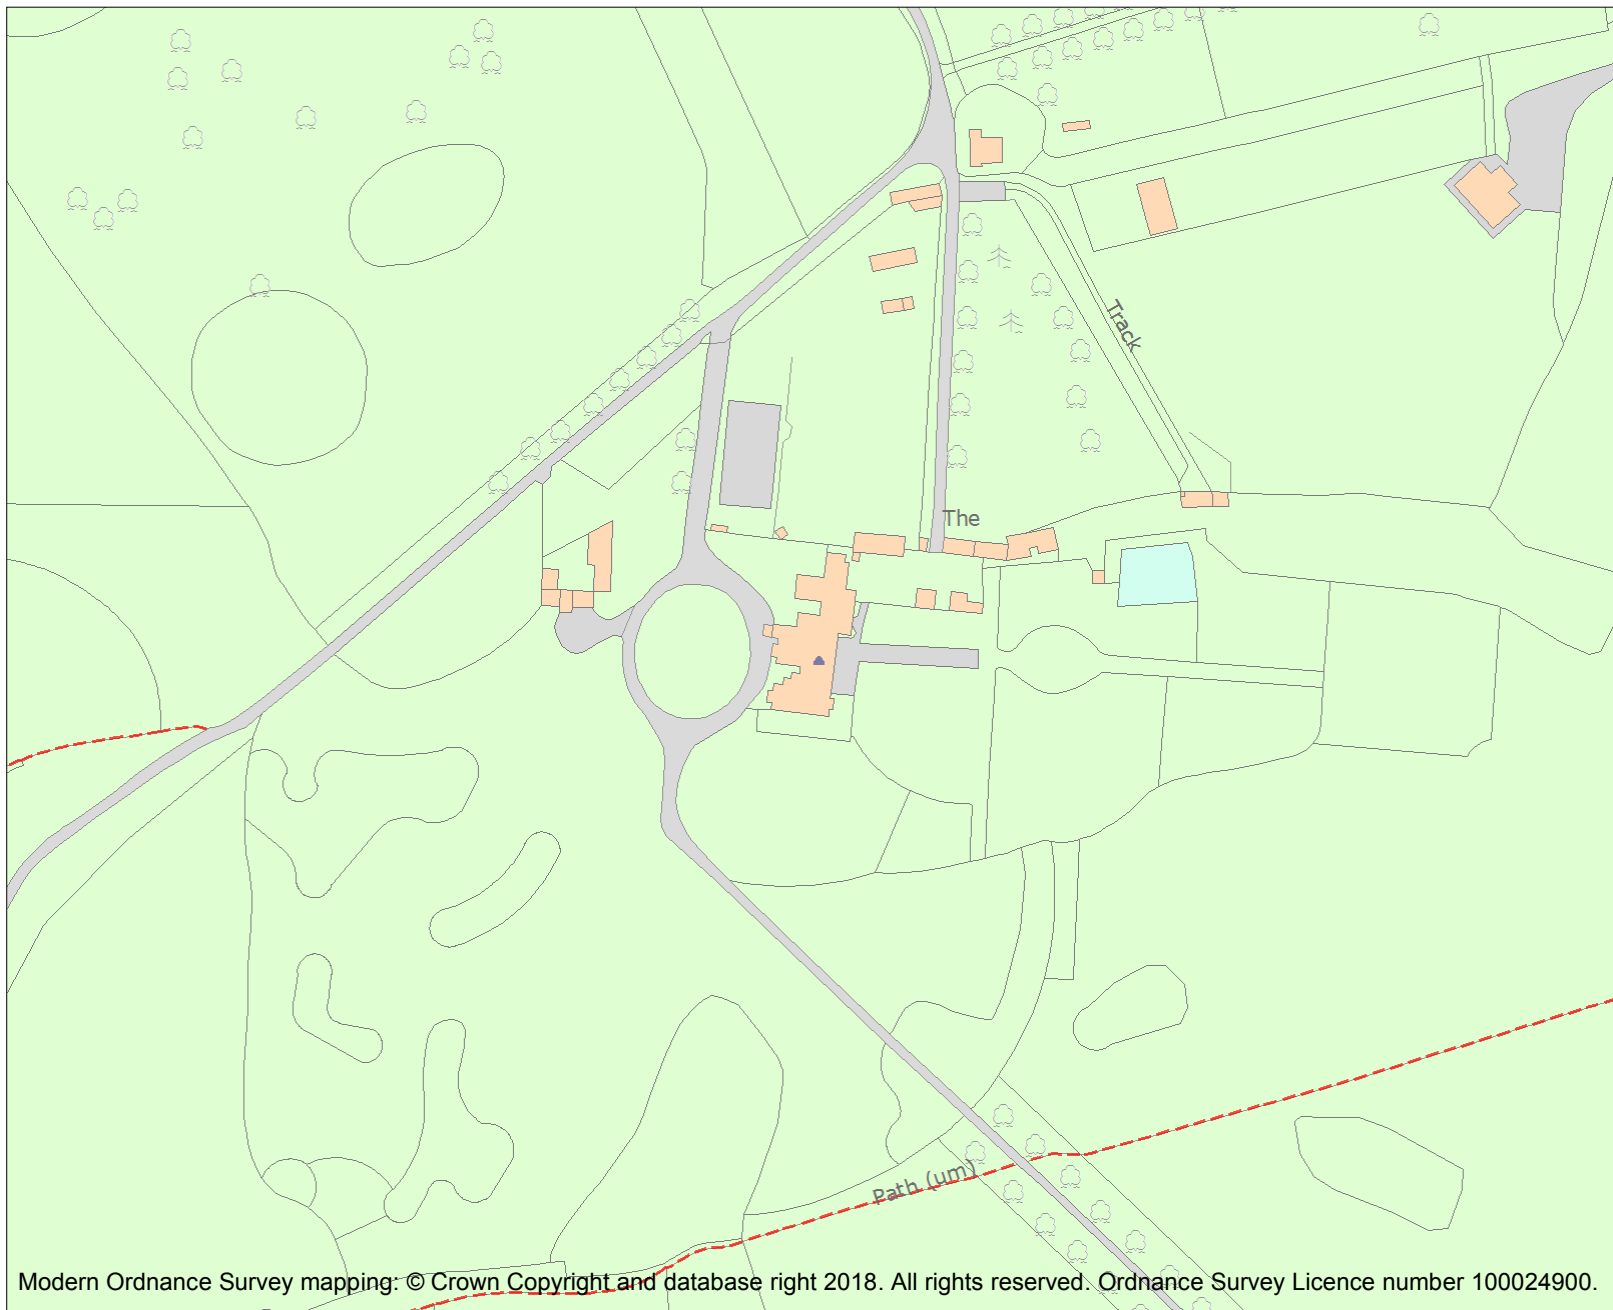 Track
The
Path (um)
Modern Ordnance Survey mapping: © Crown Copyright and database right 2018. All rights reserved. Ordnance Survey Licence number 100024900.